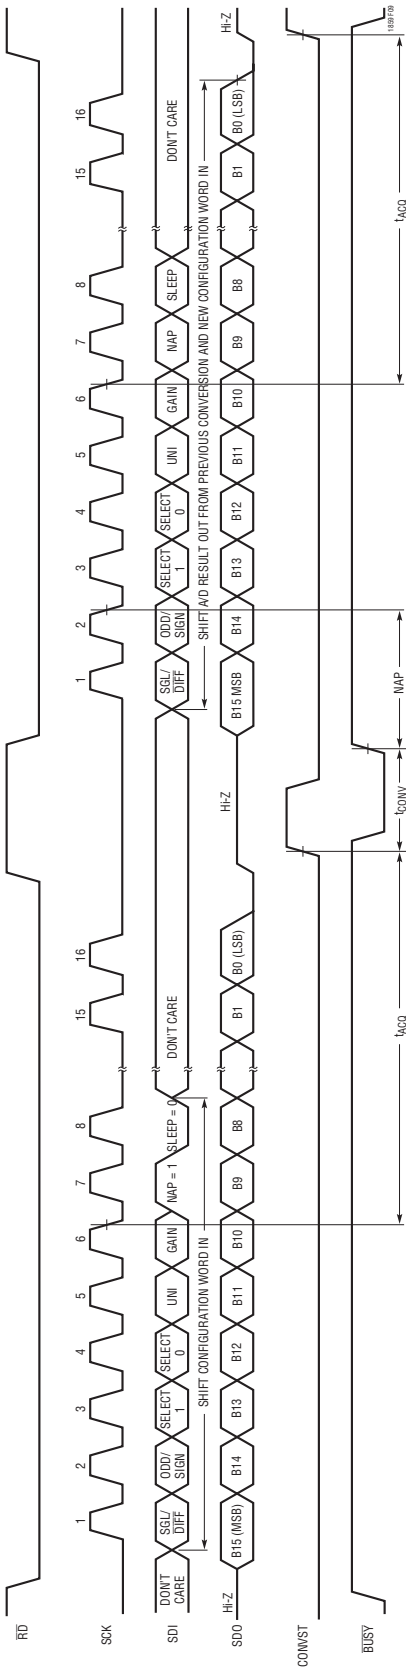 RD
1 2 3 4 5 6 7 8 15 16 1 2 3 4 5 6 7 8 15 16
SCK
SDI
DON'T
CARE
SGL/
DIFF
ODD/
SIGN
SELECT
1
SELECT
0
UNI
GAIN
NAP = 1
SLEEP = 0
DON'T CARE
SGL/
DIFF
ODD/
SIGN
SELECT
1
SELECT
0
UNI
GAIN
NAP
SLEEP
DON'T CARE
SHIFT CONFIGURATION WORD IN
SHIFT A/D RESULT OUT FROM PREVIOUS CONVERSION AND NEW CONFIGURATION WORD IN
SDO
Hi-Z
B15 (MSB) B14 B13 B12 B11 B10 B9 B8 B1 B0 (LSB)
Hi-Z
B15 MSB B14 B13 B12 B11 B10 B9 B8 B1 B0 (LSB)
Hi-Z
CONVST
BUSY
tACQ
tCONV
NAP
tACQ
1859 F09